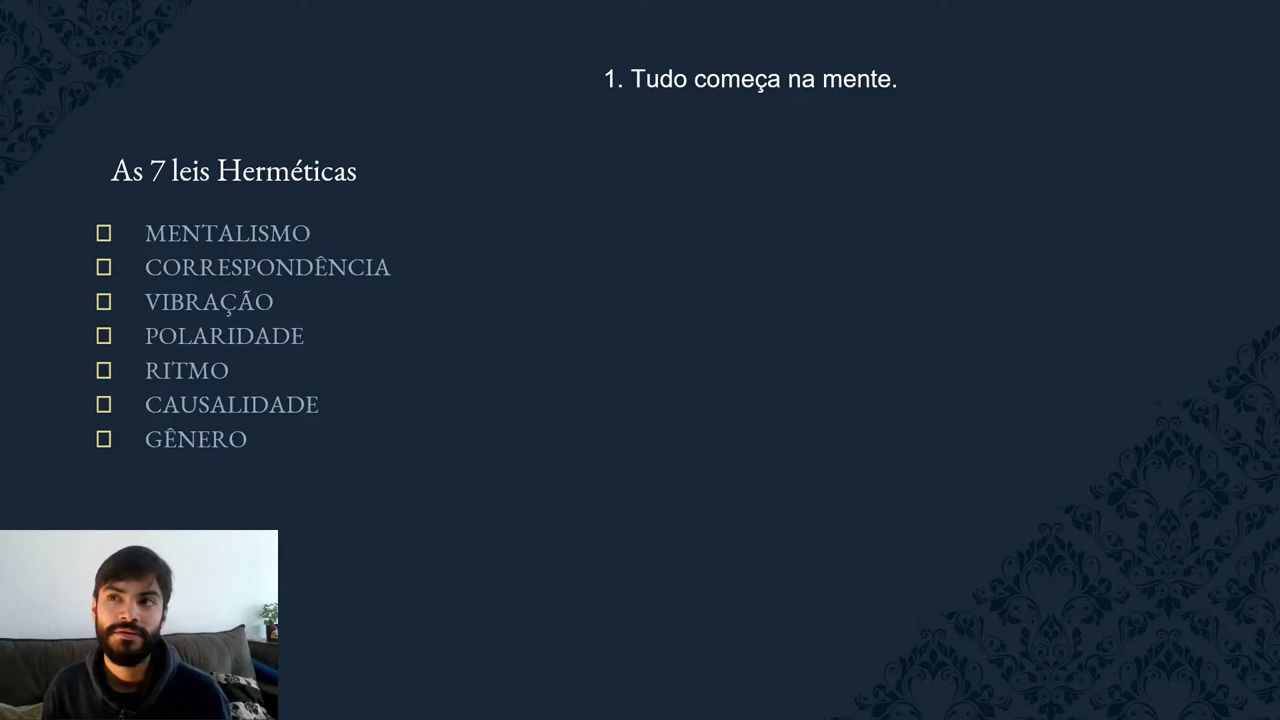 1. Tudo começa na mente.
As 7 leis Herméticas
MENTALISMO
CORRESPONDÊNCIA
VIBRAÇÃO
POLARIDADE
RITMO
CAUSALIDADE
GÊNERO